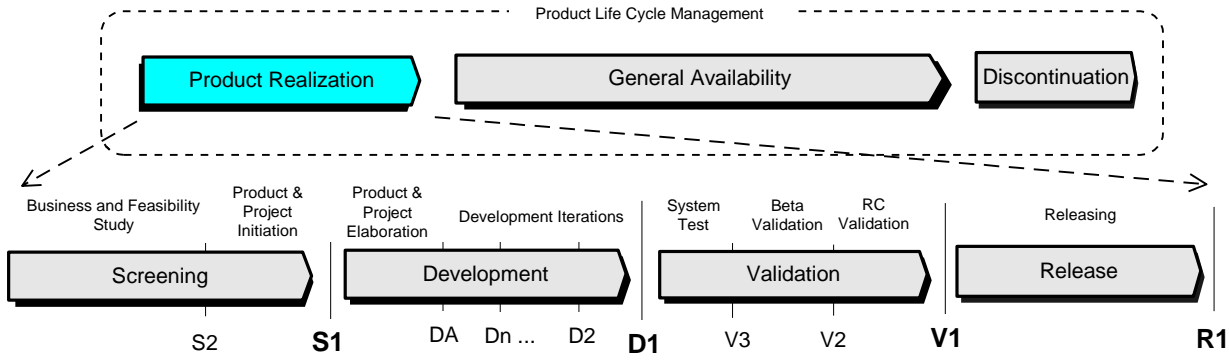 Product Life Cycle Management
Product Realization
General Availability
Discontinuation
Business and Feasibility
Study
Product &
Project
Initiation
Product &
Project
Elaboration
Development Iterations
System
Test
Beta
Validation
RC
Validation
Releasing
Screening
Development
Validation
Release
S2
S1
DA
Dn ...
D2
D1
V3
V2
V1
R1